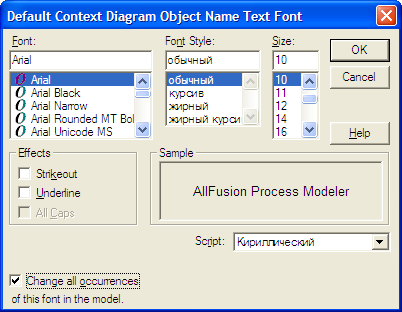 Default Context Diagram Object Name Text Font
Font:
Font Style:
Size:
Arial
обычный
10
OK
Cancel
Help
Arial
Arial Black
Arial Narrow
Arial Rounded MT Bol
Arial Unicode MS
обычный
курсив
жирный
жирный курси
10
11
12
14
16
Effects
Strikeout
Underline
All Caps
Sample
AllFusion Process Modeler
Script:
Кириллический
Change all occurrences
of this font in the model.